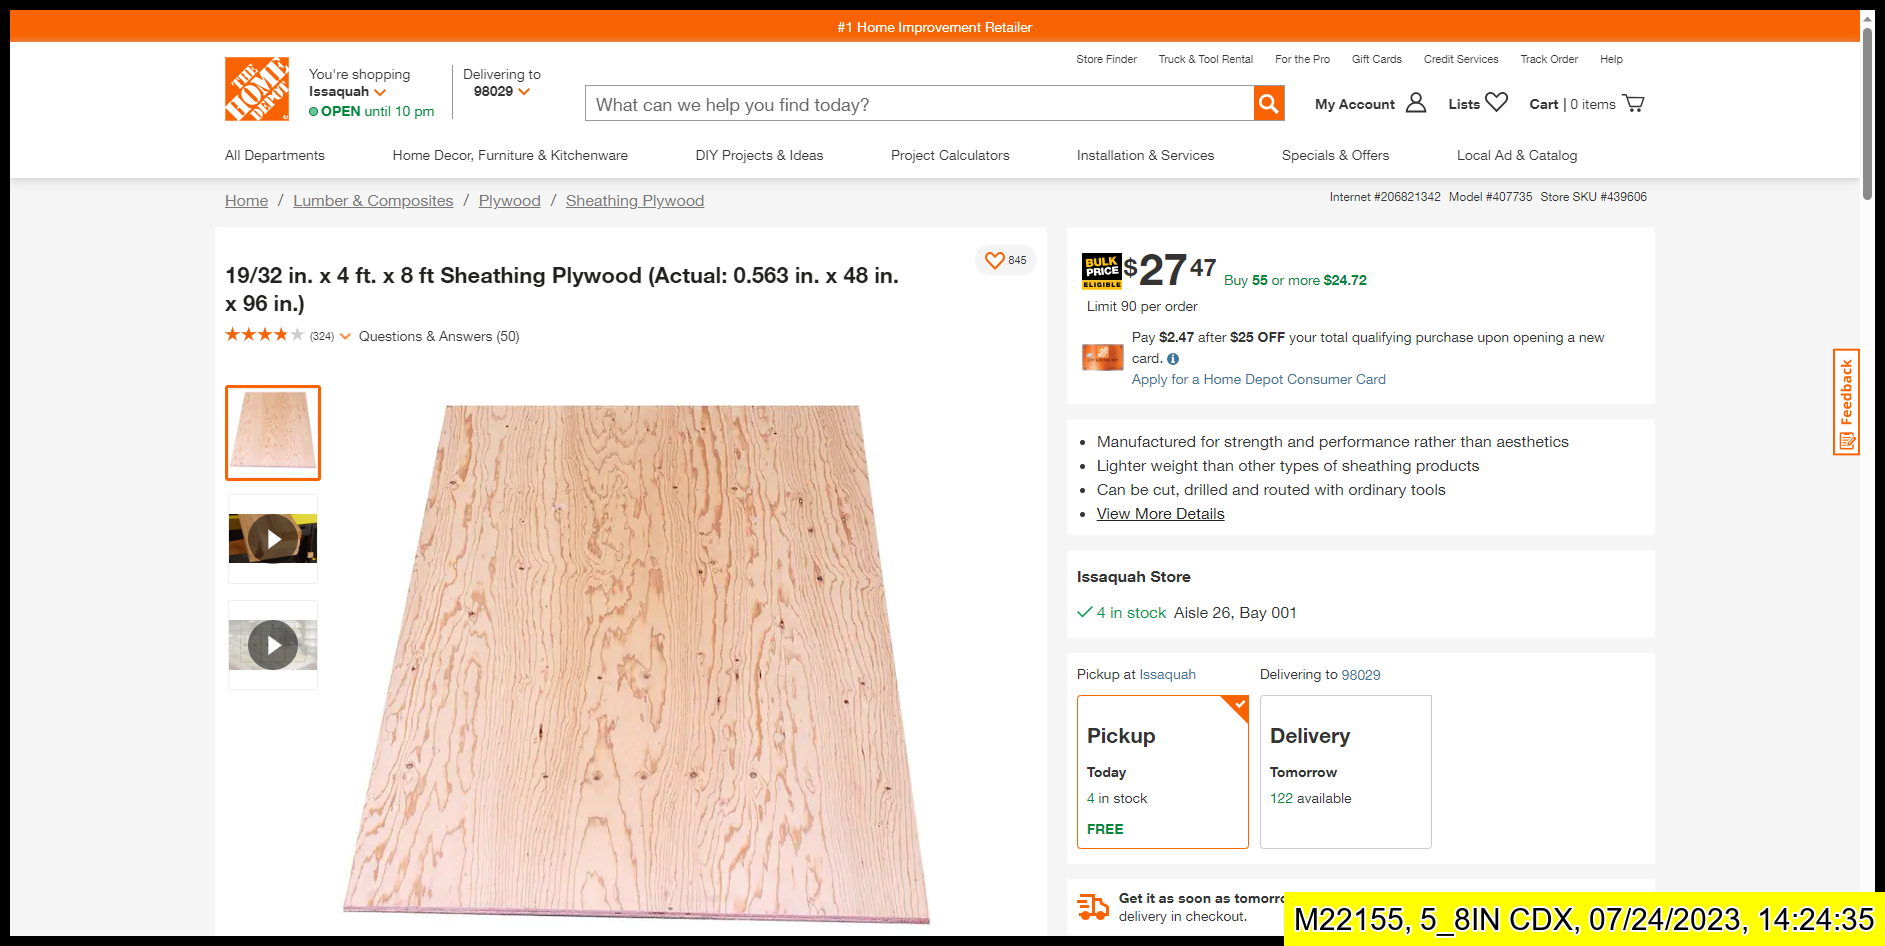 #1 Home Improvement Retailer
Store Finder Truck & Tool Rental For the Pro Gift Cards Credit Services Track Order Help
THE HOME DEPOT
You're shopping
Issaquah
OPEN until 10 pm
Delivering to
98029
What can we help you find today?
My Account Lists Cart | 0 items
All Departments Home Decor, Furniture & Kitchenware DIY Projects & Ideas Project Calculators Installation & Services Specials & Offers Local Ad & Catalog
Home / Lumber & Composites / Plywood / Sheathing Plywood
Internet #206821342 Model #407735 Store SKU #439606
845
19/32 in. x 4 ft. x 8 ft Sheathing Plywood (Actual: 0.563 in. x 48 in.
x 96 in.)
(324) Questions & Answers (50)
BULK
PRICE
ELIGIBLE
$27 47 Buy 55 or more $24.72
Limit 90 per order
Pay $2.47 after $25 OFF your total qualifying purchase upon opening a new
card.
Apply for a Home Depot Consumer Card
Manufactured for strength and performance rather than aesthetics
Lighter weight than other types of sheathing products
Can be cut, drilled and routed with ordinary tools
View More Details
Issaquah Store
4 in stock Aisle 26, Bay 001
Pickup at Issaquah
Delivering to 98029
Pickup
Today
4 in stock
FREE
Delivery
Tomorrow
122 available
Get it as soon as tomorr
delivery in checkout.
Feedback
M22155, 5_8IN CDX, 07/24/2023, 14:24:35